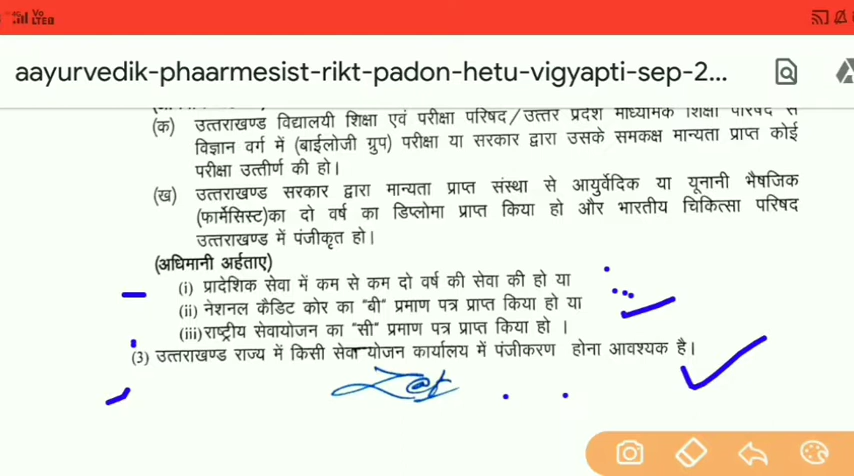 Vo
LTEB
aayurvedik-phaarmesist-rikt-padon-hetu-vigyapti-sep-2...
(क) उत्तराखण्ड विद्यालयी शिक्षा एवं परीक्षा परिषद/उत्तर प्रदेश माध्यमिक शिक्षा परिषद से
विज्ञान वर्ग में (बाईलोजी ग्रुप) परीक्षा या सरकार द्वारा उसके समकक्ष मान्यता प्राप्त कोई
परीक्षा उत्तीर्ण की हो।
(ख) उत्तराखण्ड सरकार द्वारा मान्यता प्राप्त संस्था से आयुर्वेदिक या यूनानी भैषजिक
(फार्मेसिस्ट)का दो वर्ष का डिप्लोमा प्राप्त किया हो और भारतीय चिकित्सा परिषद
उत्तराखण्ड में पंजीकृत हो।
(अधिमानी अर्हताए)
(i) प्रादेशिक सेवा में कम से कम दो वर्ष की सेवा की हो या
(ii) नेशनल कैडिट कोर का "बी" प्रमाण पत्र प्राप्त किया हो या
(iii) राष्ट्रीय सेवायोजन का "सी" प्रमाण पत्र प्राप्त किया हो ।
(3) उत्तराखण्ड राज्य में किसी सेवायोजन कार्यालय में पंजीकरण होना आवश्यक है।